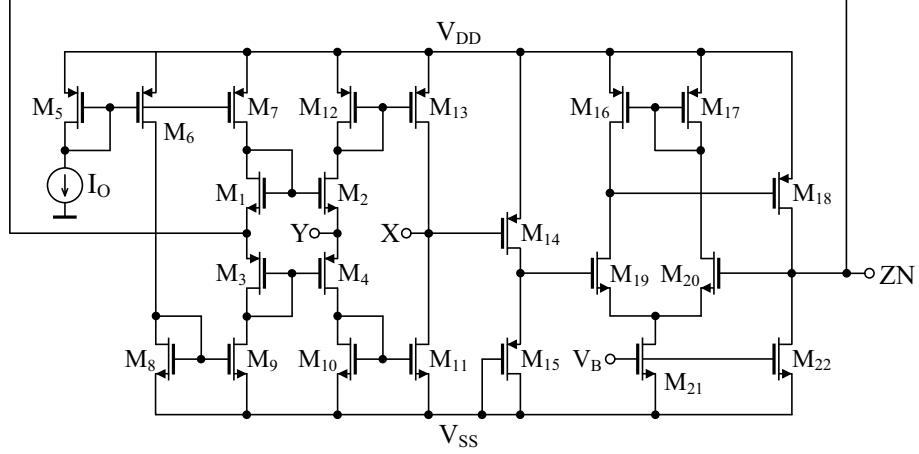 V_DD
M_5 M_6 M_7 M_12 M_13 M_16 M_17
I_O M_1 M_2 M_18
Y X M_14
M_3 M_4 M_19 M_20 ZN
M_8 M_9 M_10 M_11 M_15 V_B M_21 M_22
V_SS